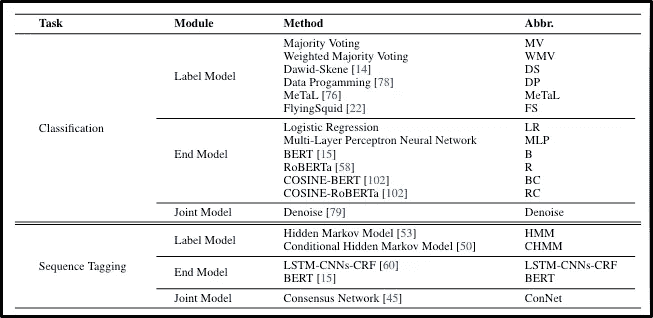 Task Module Method Abbr.
Majority Voting MV
Weighted Majority Voting WMV
Dawid-Skene [14] DS
Label Model Data Progamming [78] DP
MeTaL [76] MeTaL
FlyingSquid [22] FS
Classification
Logistic Regression LR
Multi-Layer Perceptron Neural Network MLP
End Model BERT [15] B
RoBERTa [58] R
COSINE-BERT [102] BC
COSINE-RoBERTa [102] RC
Joint Model Denoise [79] Denoise
Label Model Hidden Markov Model [53] HMM
Conditional Hidden Markov Model [50] CHMM
Sequence Tagging
End Model LSTM-CNNs-CRF [60] LSTM-CNNs-CRF
BERT [15] BERT
Joint Model Consensus Network [45] ConNet